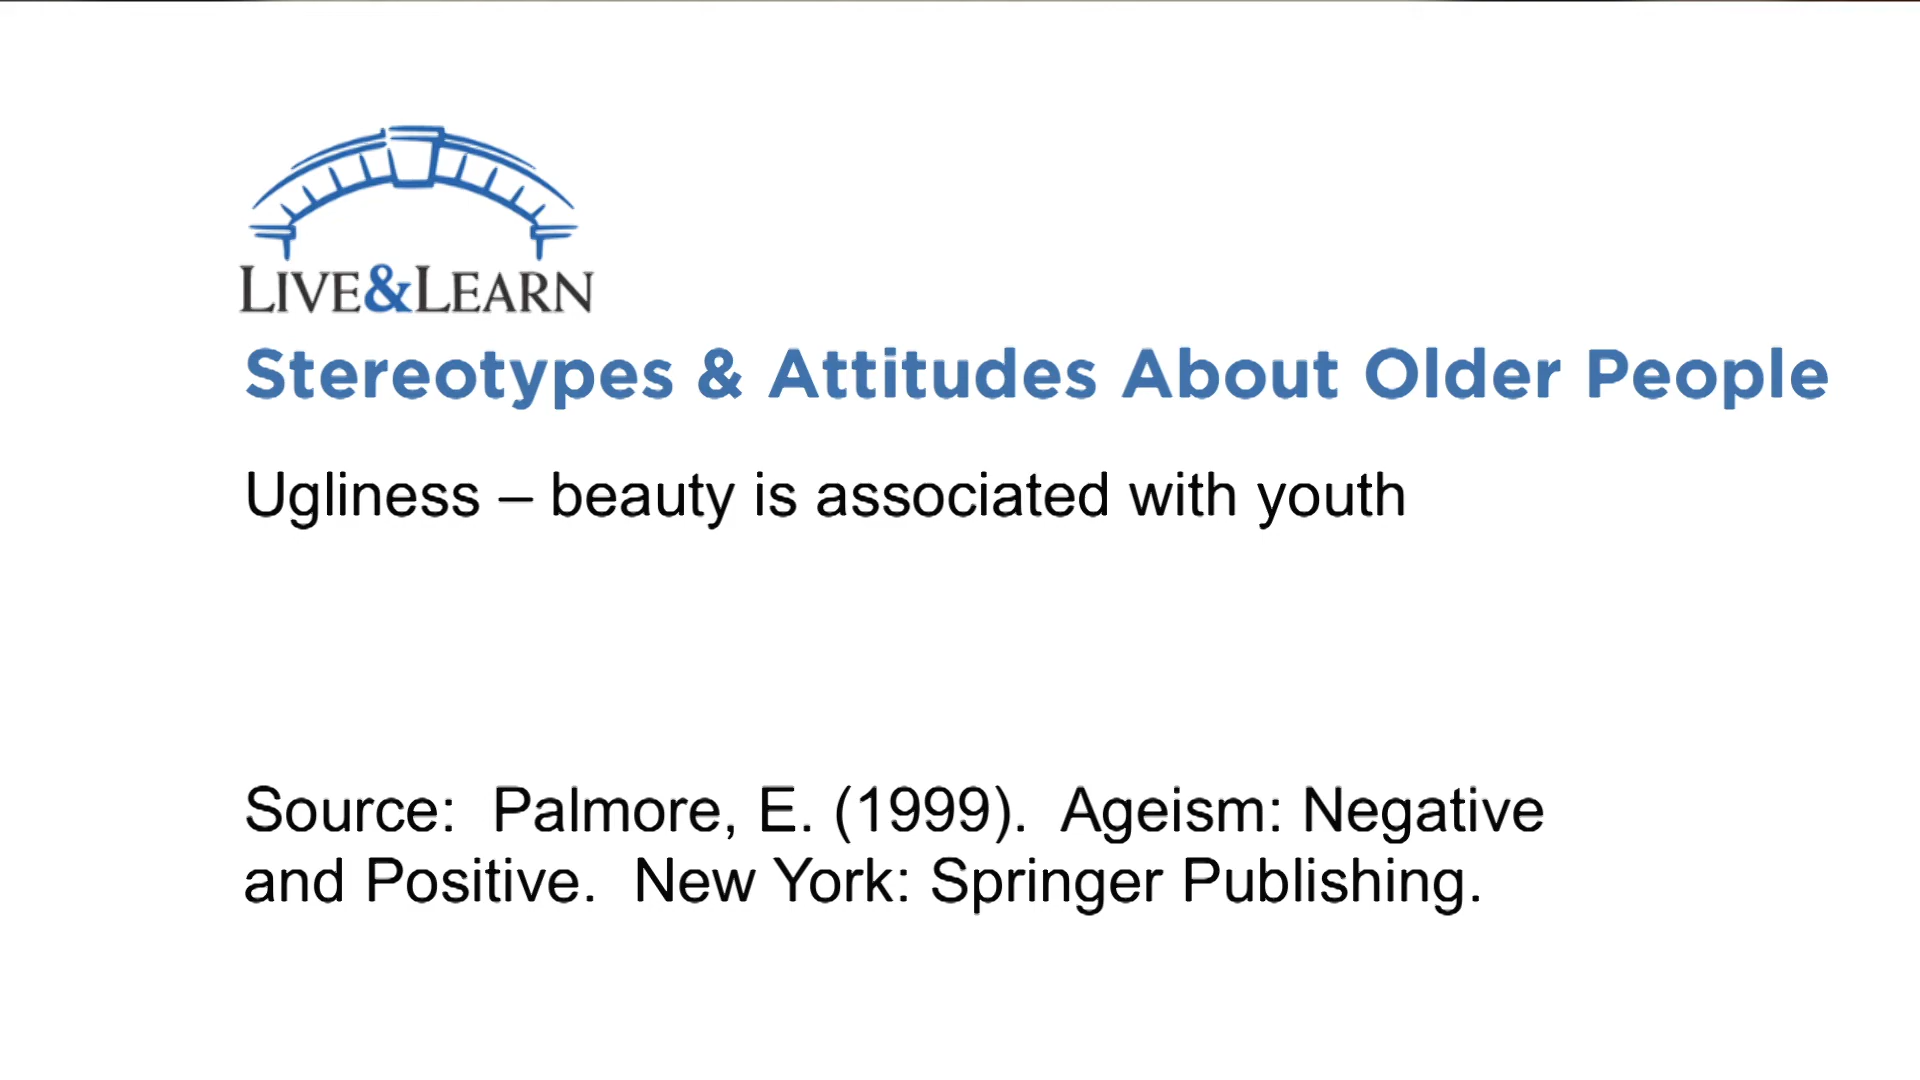 LIVE&LEARN
Stereotypes & Attitudes About Older People
Ugliness – beauty is associated with youth
Source:  Palmore, E. (1999).  Ageism: Negative
and Positive.  New York: Springer Publishing.